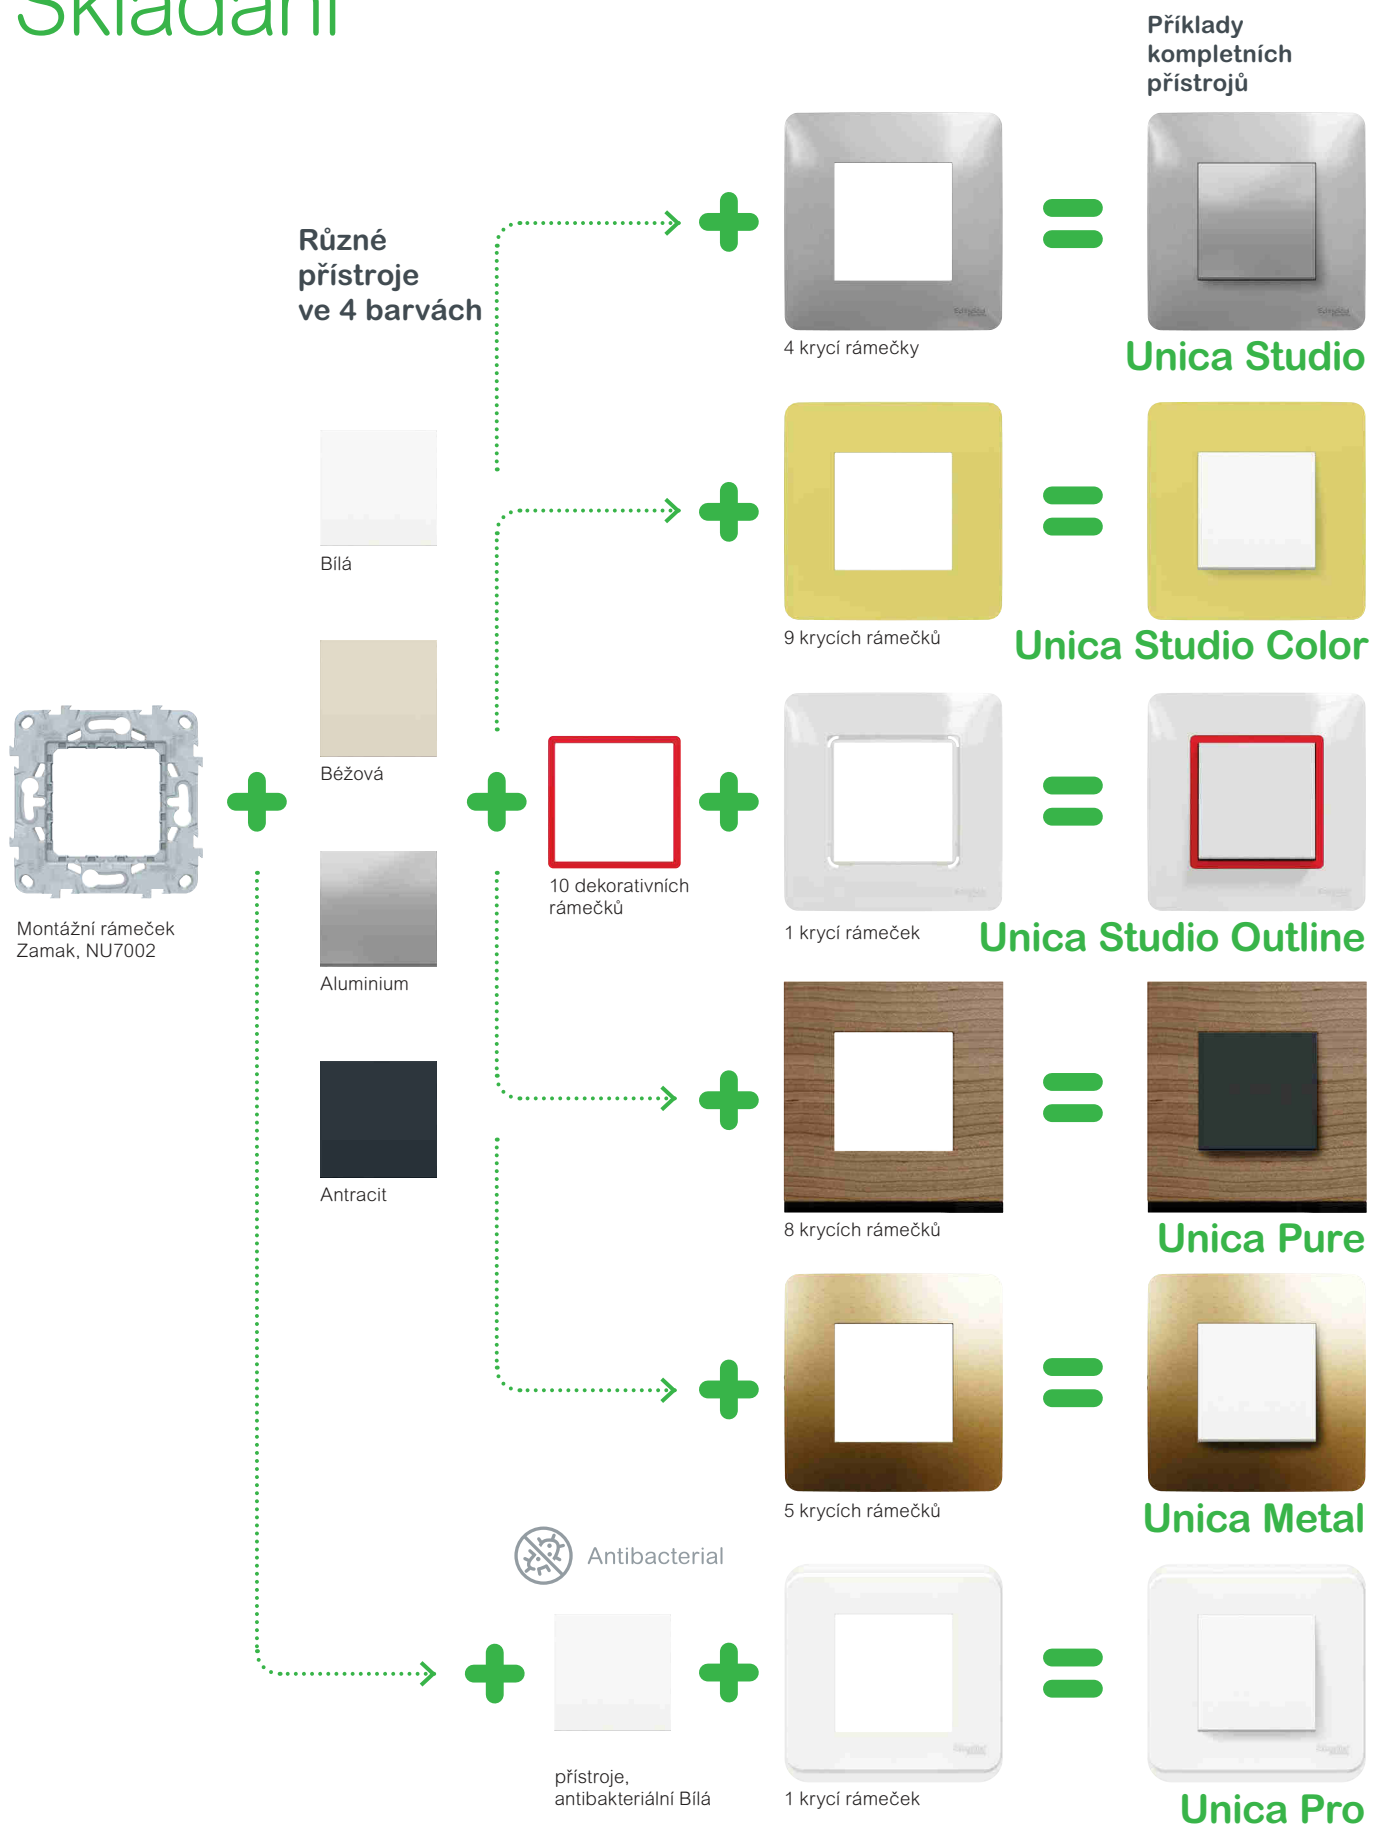 Skládání
Příklady
kompletních
přístrojů
Různé
přístroje
ve 4 barvách
4 krycí rámečky
Unica Studio
Bílá
9 krycích rámečků
Unica Studio Color
Béžová
10 dekorativních
rámečků
Montážní rámeček
Zamak, NU7002
1 krycí rámeček
Unica Studio Outline
Aluminium
Antracit
8 krycích rámečků
Unica Pure
5 krycích rámečků
Unica Metal
Antibacterial
přístroje,
antibakteriální Bílá
1 krycí rámeček
Unica Pro